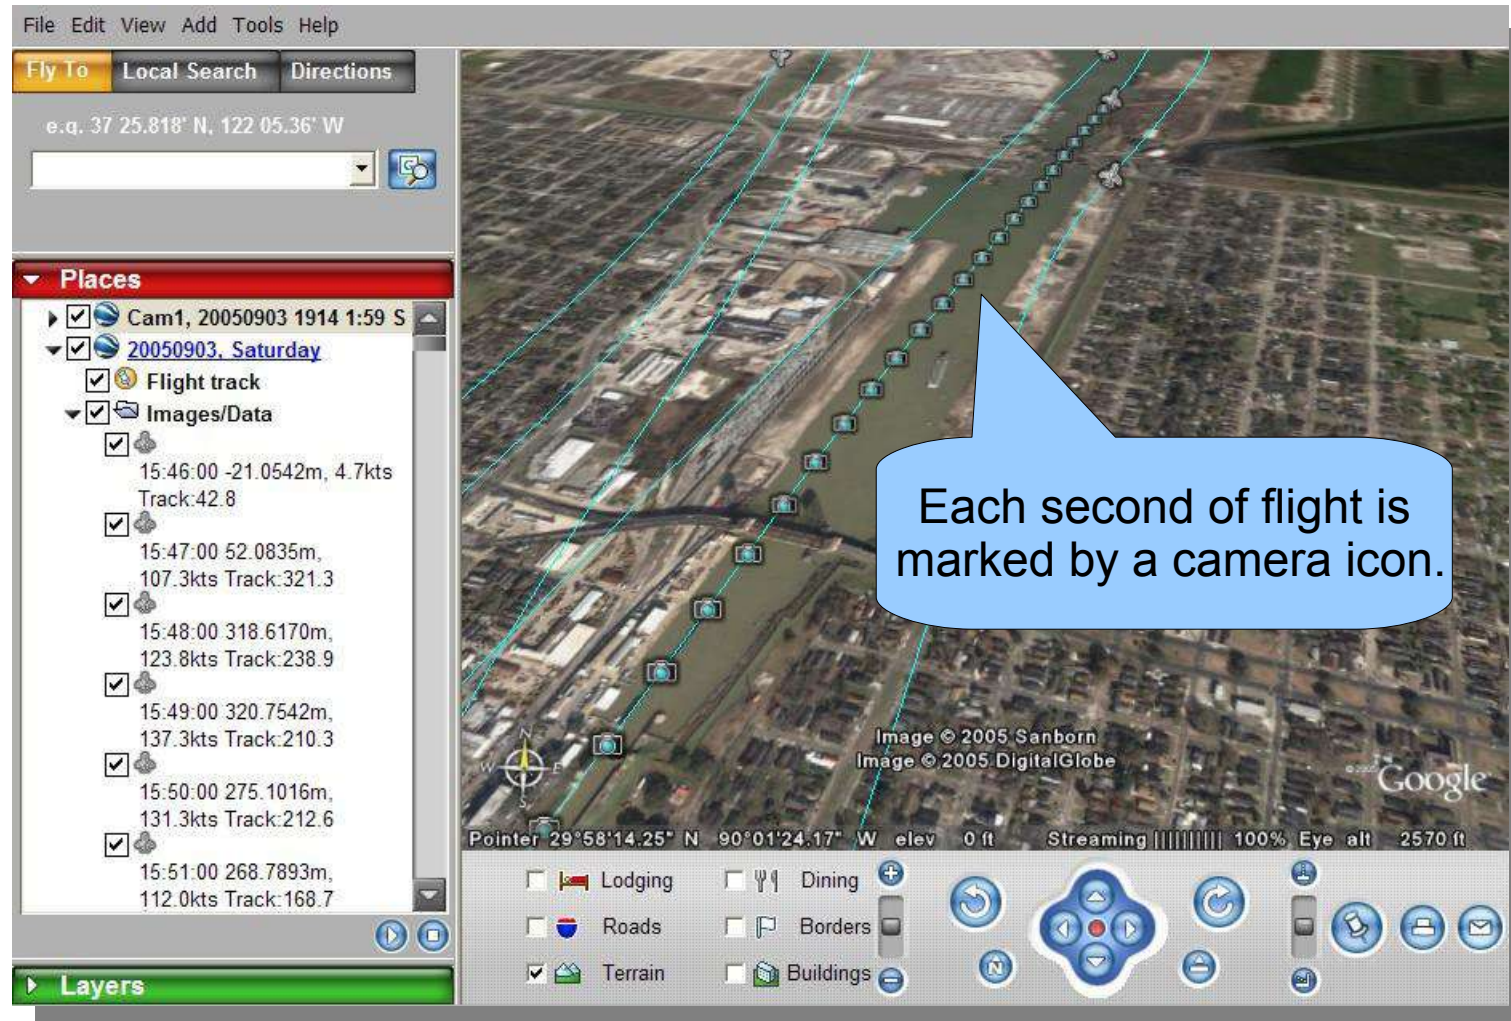 File Edit View Add Tools Help
Fly To Local Search Directions
e.g. 37 25.818' N, 122 05.36' W
Places
Cam1, 20050903 1914 1:59 S
20050903, Saturday
Flight track
Images/Data
15:46:00 -21.0542m, 4.7kts
Track:42.8
15:47:00 52.0835m,
107.3kts Track:321.3
15:48:00 318.6170m,
123.8kts Track:238.9
15:49:00 320.7542m,
137.3kts Track:210.3
15:50:00 275.1016m,
131.3kts Track:212.6
15:51:00 268.7893m,
112.0kts Track:168.7
Layers
Each second of flight is
marked by a camera icon.
N
W E
S
Image © 2005 Sanborn
Image © 2005 DigitalGlobe
Google
Pointer 29°58'14.25" N 90°01'24.17" W elev 0 ft Streaming |||||||||| 100% Eye alt 2570 ft
Lodging Dining
Roads Borders
Terrain Buildings
N